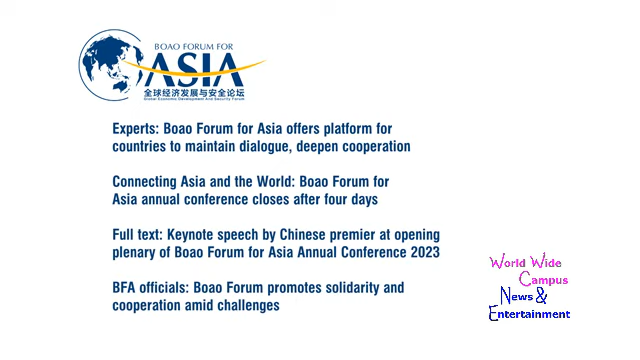 BOAO FORUM FOR
ASIA
全球经济发展与安全论坛
Global Economic Development And Security Forum
Experts: Boao Forum for Asia offers platform for
countries to maintain dialogue, deepen cooperation
Connecting Asia and the World: Boao Forum for
Asia annual conference closes after four days
Full text: Keynote speech by Chinese premier at opening
plenary of Boao Forum for Asia Annual Conference 2023
BFA officials: Boao Forum promotes solidarity and
cooperation amid challenges
World Wide
Campus
News &
Entertainment